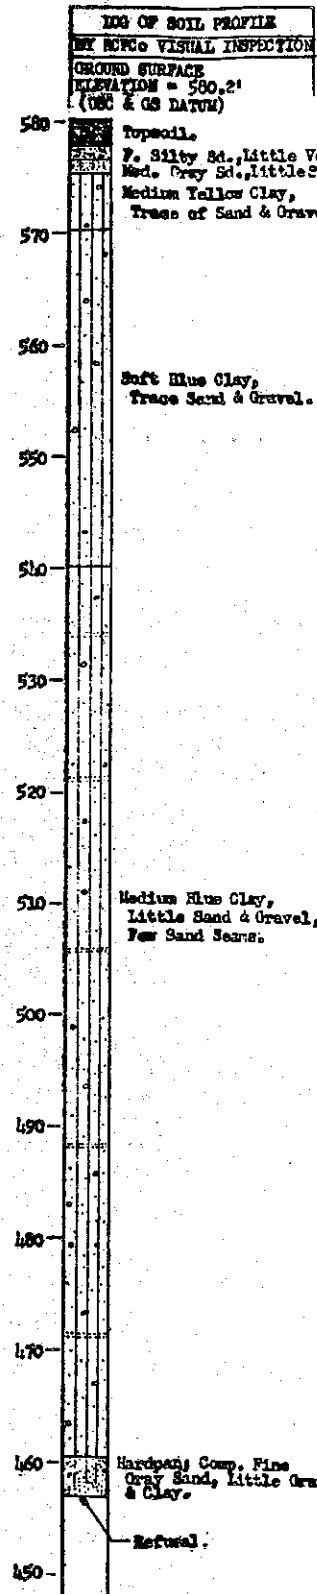 LOG OF SOIL PROFILE
BY RCPCo VISUAL INSPECTION
GROUND SURFACE
ELEVATION = 580.2'
(USC & GS DATUM)
580
Topsoil.
F. Silty Sd., Little
Med. Gray Sd., Little
Medium Yellow Clay,
Trace of Sand & Grave
570
560
Soft Blue Clay,
Trace Sand & Gravel.
550
540
530
520
510
Medium Blue Clay,
Little Sand & Gravel,
Few Sand Seams.
500
490
480
470
460
Hardpan; Comp. Fine
Gray Sand, Little Gra
& Clay.
Refusal.
450